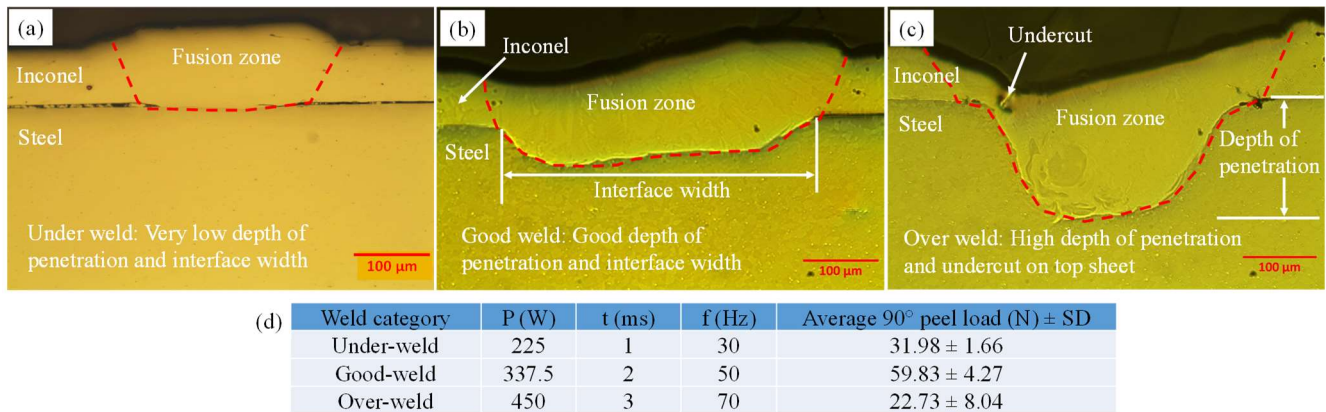 (a)
Fusion zone
Inconel
Steel
Under weld: Very low depth of
penetration and interface width
100 μm
(b)
Inconel
Fusion zone
Steel
Interface width
Good weld: Good depth of
penetration and interface width
100 μm
(c)
Undercut
Inconel
Fusion zone
Steel
Depth of
penetration
Over weld: High depth of penetration
and undercut on top sheet
100 μm
(d)
Weld category P (W) t (ms) f (Hz) Average 90° peel load (N) ± SD
Under-weld 225 1 30 31.98 ± 1.66
Good-weld 337.5 2 50 59.83 ± 4.27
Over-weld 450 3 70 22.73 ± 8.04